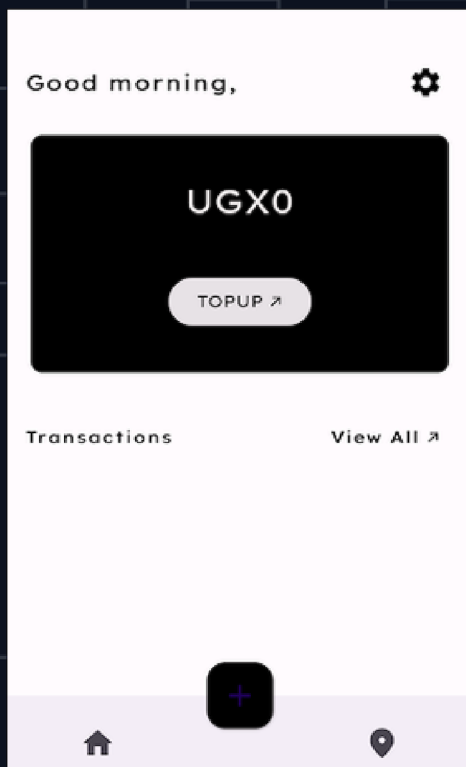 Good morning,
UGX0
TOPUP ↗
Transactions
View All ↗